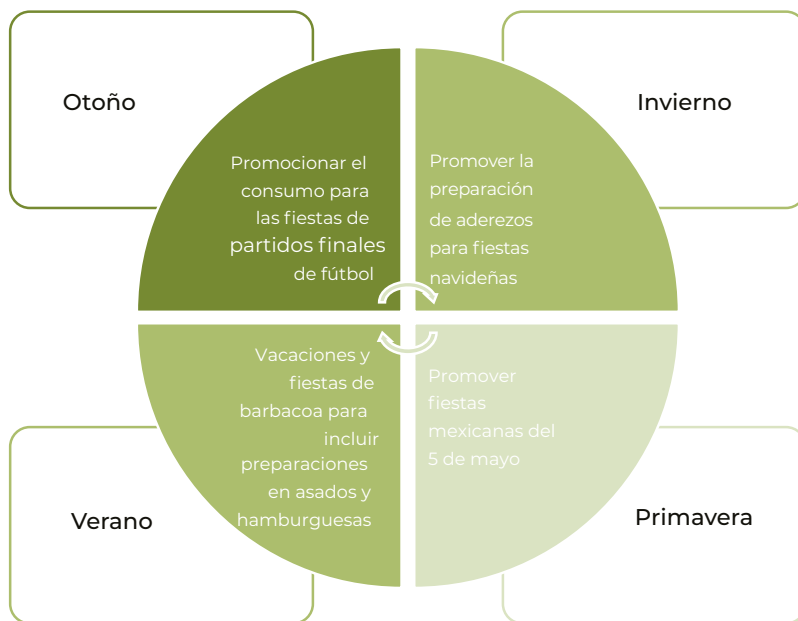 Otoño
Promocionar el
consumo para
las fiestas de
partidos finales
de fútbol
Invierno
Promover la
preparación
de aderezos
para fiestas
navideñas
Verano
Vacaciones y
fiestas de
barbacoa para
incluir
preparaciones
en asados y
hamburguesas
Primavera
Promover
fiestas
mexicanas del
5 de mayo